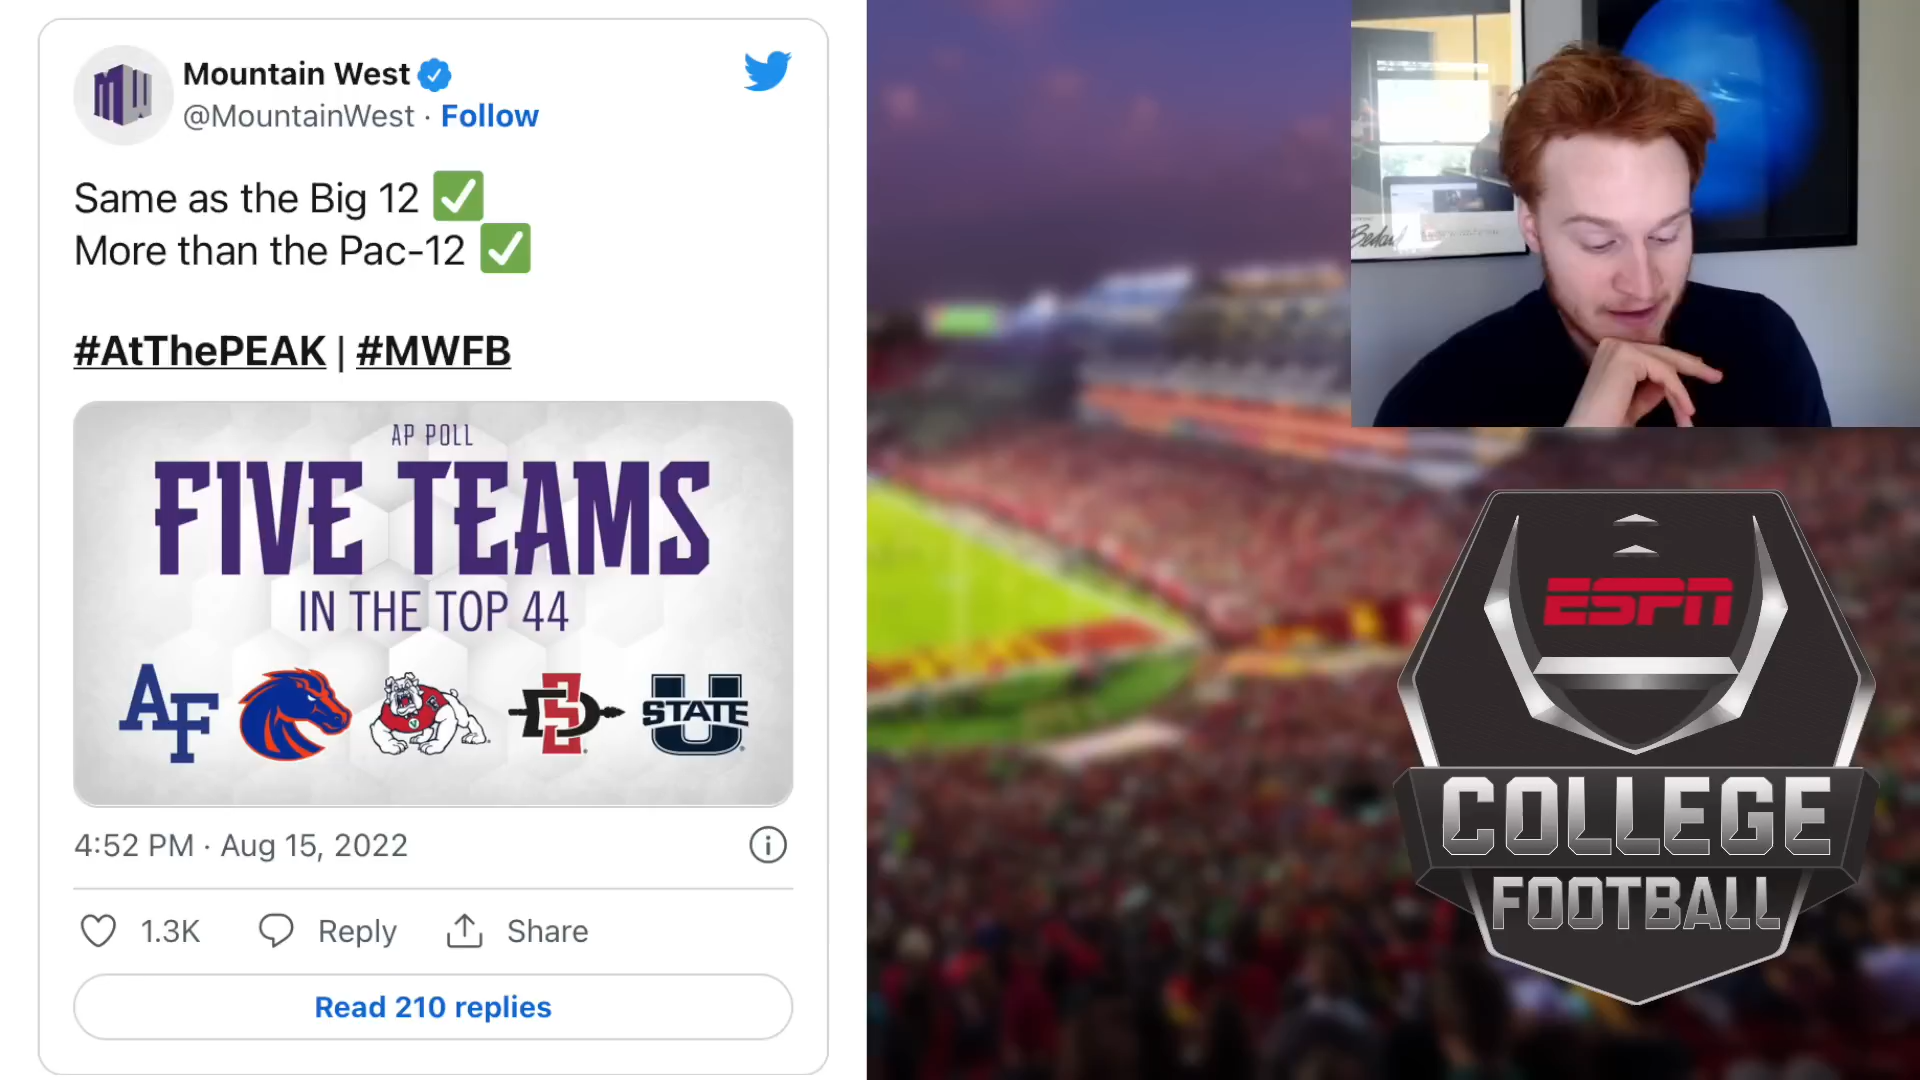 Mountain West
@MountainWest · Follow
Same as the Big 12 ✅
More than the Pac-12 ✅
#AtThePEAK | #MWFB
AP POLL
FIVE TEAMS
IN THE TOP 44
AF
SD
STATE
4:52 PM · Aug 15, 2022
1.3K Reply Share
Read 210 replies
Bedard
ESPN
COLLEGE
FOOTBALL